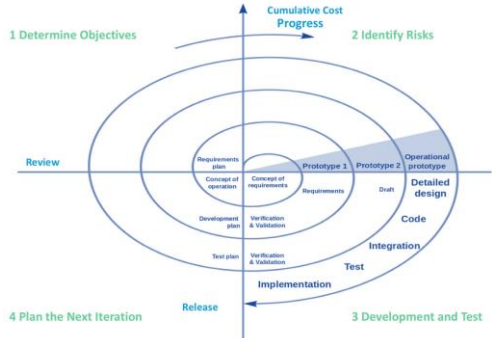 Cumulative Cost
Progress
1 Determine Objectives
2 Identify Risks
Requirements
plan
Prototype 1
Prototype 2
Operational
prototype
Review
Concept of
operation
Concept of
requirements
Requirements
Draft
Detailed
design
Code
Development
plan
Verification
& Validation
Integration
Test plan
Verification
& Validation
Test
Implementation
Release
4 Plan the Next Iteration
3 Development and Test